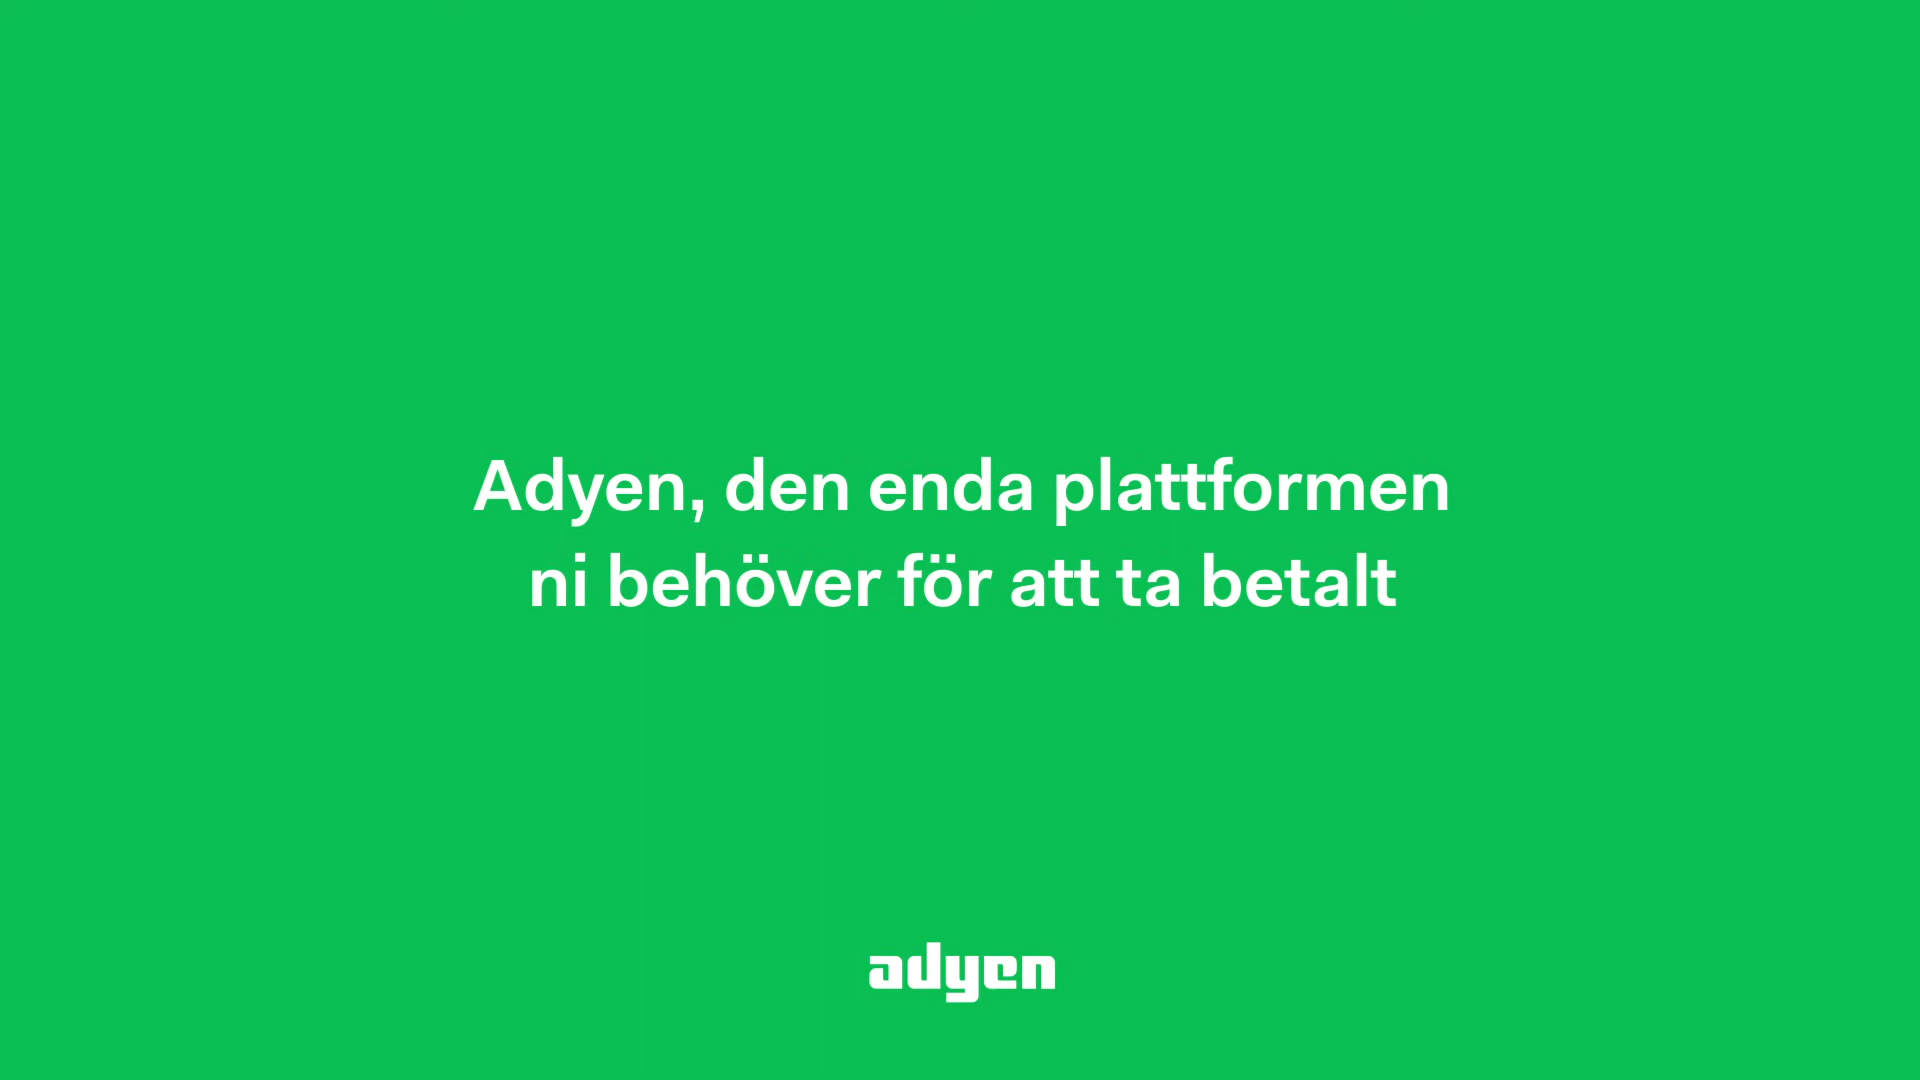 Adyen, den enda plattformen
ni behöver för att ta betalt
adyen